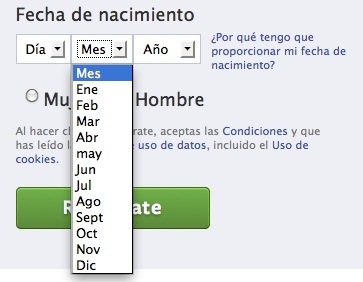 Fecha de nacimiento
Día Mes Año
¿Por qué tengo que
proporcionar mi fecha de
nacimiento?
Mes
Ene
Feb
Mar
Abr
may
Jun
Jul
Ago
Sept
Oct
Nov
Dic
Hombre
Al hacer aceptas las Condiciones y que
has leído uso de datos, incluido el Uso de
cookies.